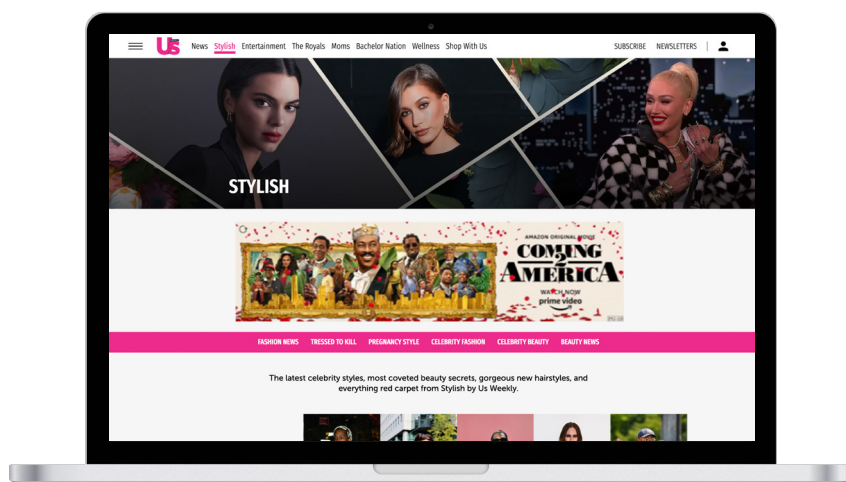 Us
News Stylish Entertainment The Royals Moms Bachelor Nation Wellness Shop With Us
SUBSCRIBE NEWSLETTERS
STYLISH
AMAZON ORIGINAL MOVIE
COMING
2
AMERICA
WATCH NOW
prime video
FASHION NEWS TRESSED TO KILL PREGNANCY STYLE CELEBRITY FASHION CELEBRITY BEAUTY BEAUTY NEWS
The latest celebrity styles, most coveted beauty secrets, gorgeous new hairstyles, and
everything red carpet from Stylish by Us Weekly.